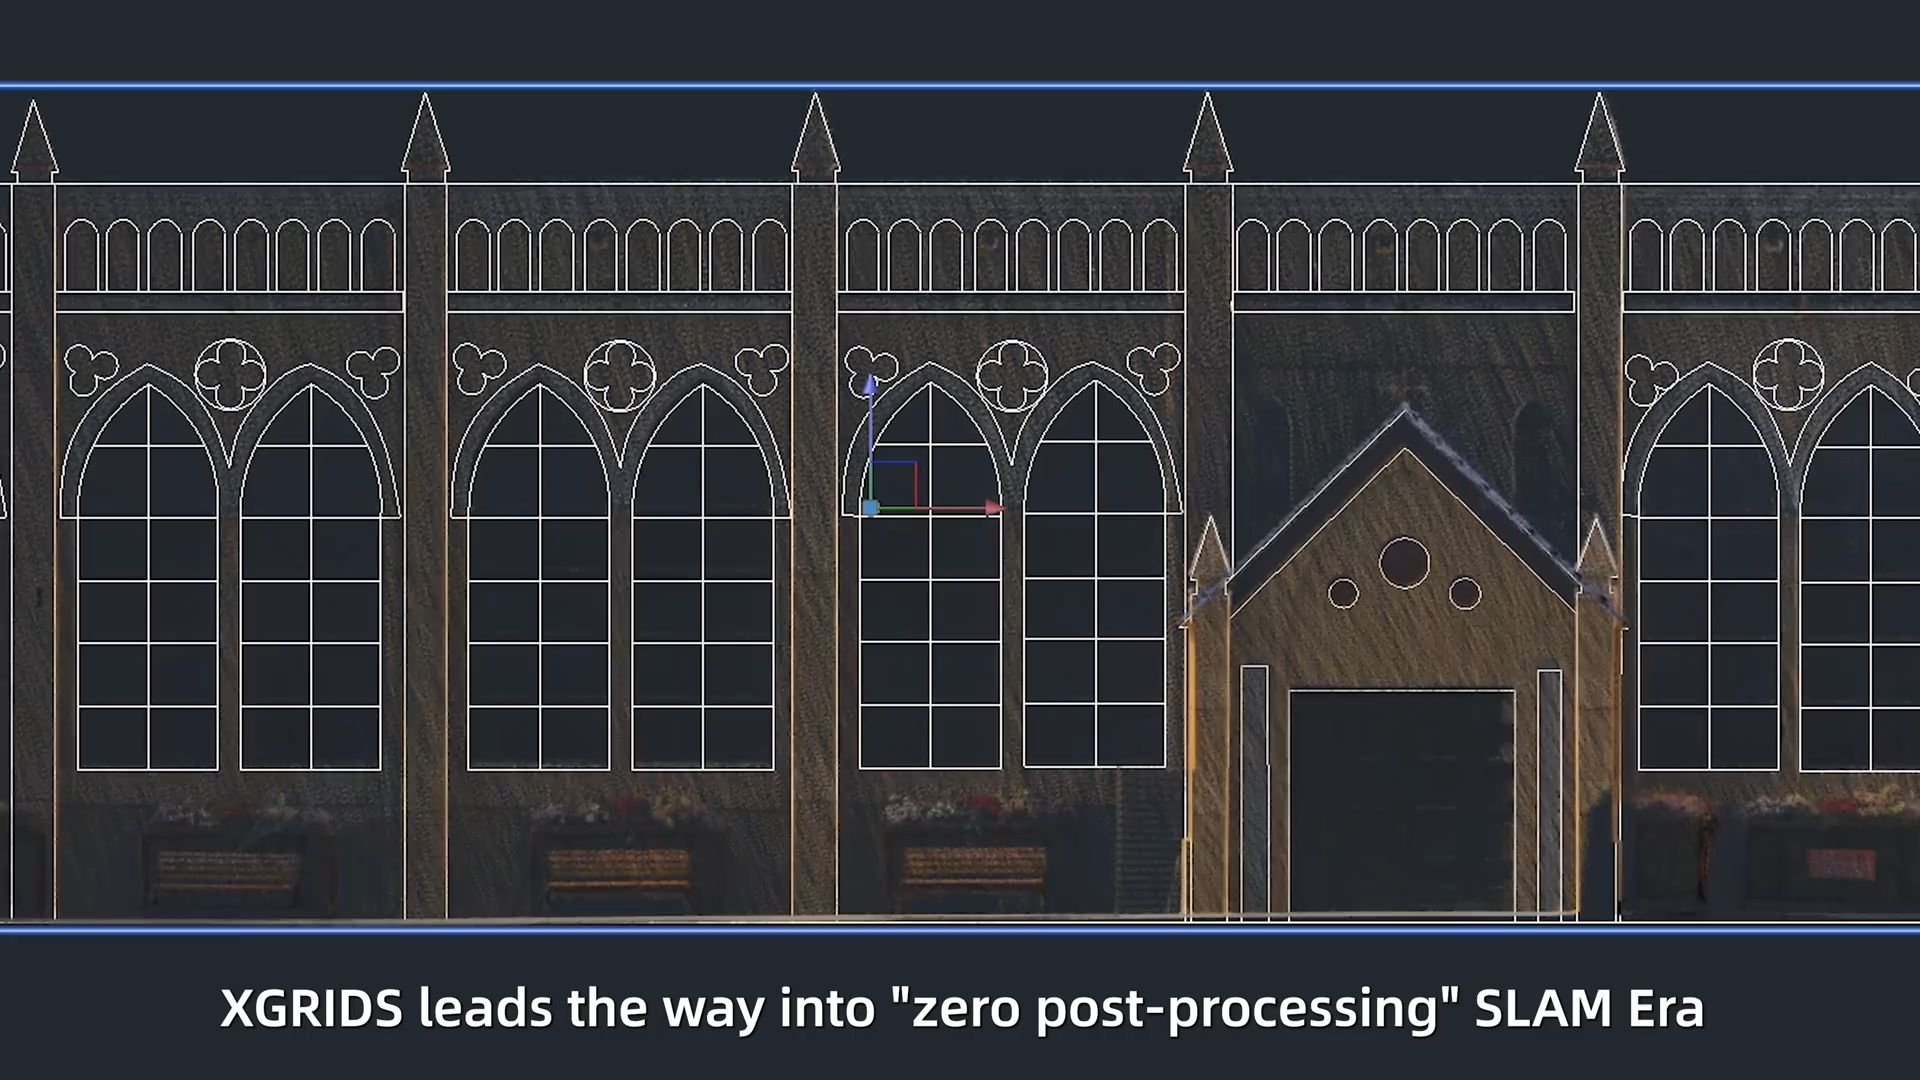 XGRIDS leads the way into "zero post-processing" SLAM Era